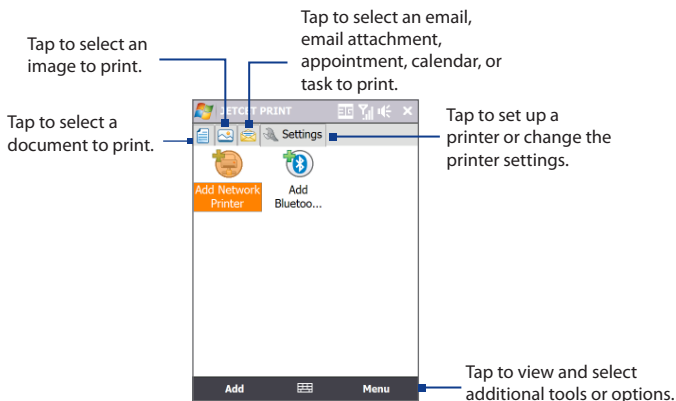 Tap to select an email,
email attachment,
appointment, calendar, or
task to print.
Tap to select an
image to print.
Tap to select a
document to print.
JETCET PRINT
Settings
Tap to set up a
printer or change the
printer settings.
Add Network
Printer
Add
Bluetoo...
Add
Menu
Tap to view and select
additional tools or options.